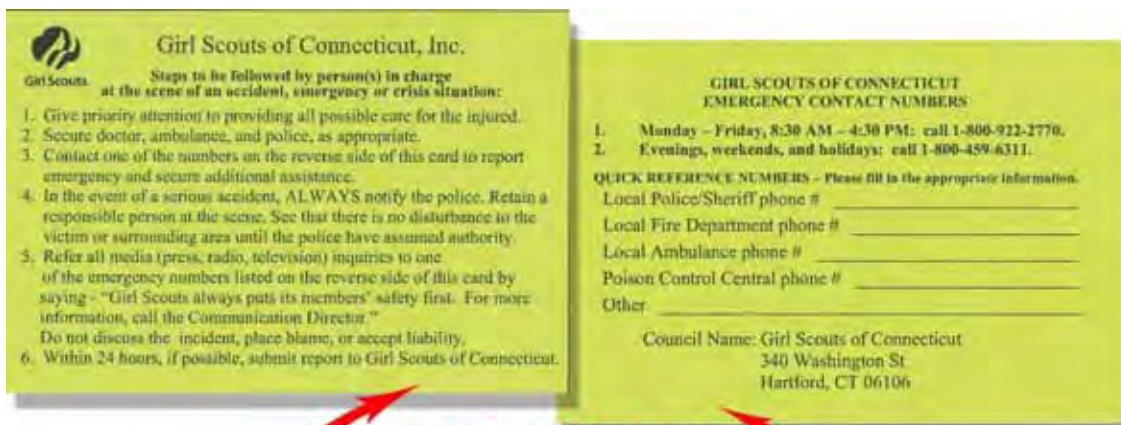 Girl Scouts
Girl Scouts of Connecticut, Inc.
Steps to be followed by person(s) in charge
at the scene of an accident, emergency or crisis situation:
1. Give priority attention to providing all possible care for the injured.
2. Secure doctor, ambulance, and police, as appropriate.
3. Contact one of the numbers on the reverse side of this card to report
emergency and secure additional assistance.
4. In the event of a serious accident, ALWAYS notify the police. Retain a
responsible person at the scene. See that there is no disturbance to the
victim or surrounding area until the police have assumed authority.
5. Refer all media (press, radio, television) inquiries to one
of the emergency numbers listed on the reverse side of this card by
saying - "Girl Scouts always puts its members' safety first. For more
information, call the Communication Director."
Do not discuss the incident, place blame, or accept liability.
6. Within 24 hours, if possible, submit report to Girl Scouts of Connecticut.
GIRL SCOUTS OF CONNECTICUT
EMERGENCY CONTACT NUMBERS
1. Monday – Friday, 8:30 AM – 4:30 PM: call 1-800-922-2770.
2. Evenings, weekends, and holidays: call 1-800-459-6311.
QUICK REFERENCE NUMBERS – Please fill in the appropriate information.
Local Police/Sheriff phone #
Local Fire Department phone #
Local Ambulance phone #
Poison Control Central phone #
Other
Council Name: Girl Scouts of Connecticut
340 Washington St
Hartford, CT 06106